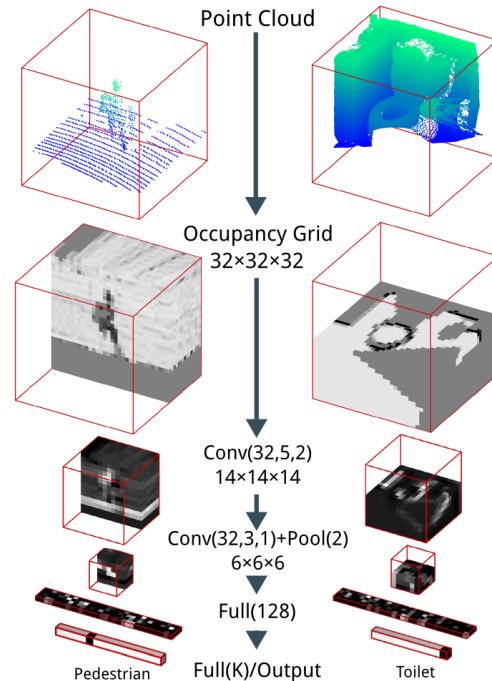 Point Cloud
Occupancy Grid
32×32×32
Conv(32,5,2)
14×14×14
Conv(32,3,1)+Pool(2)
6×6×6
Full(128)
Pedestrian
Full(K)/Output
Toilet